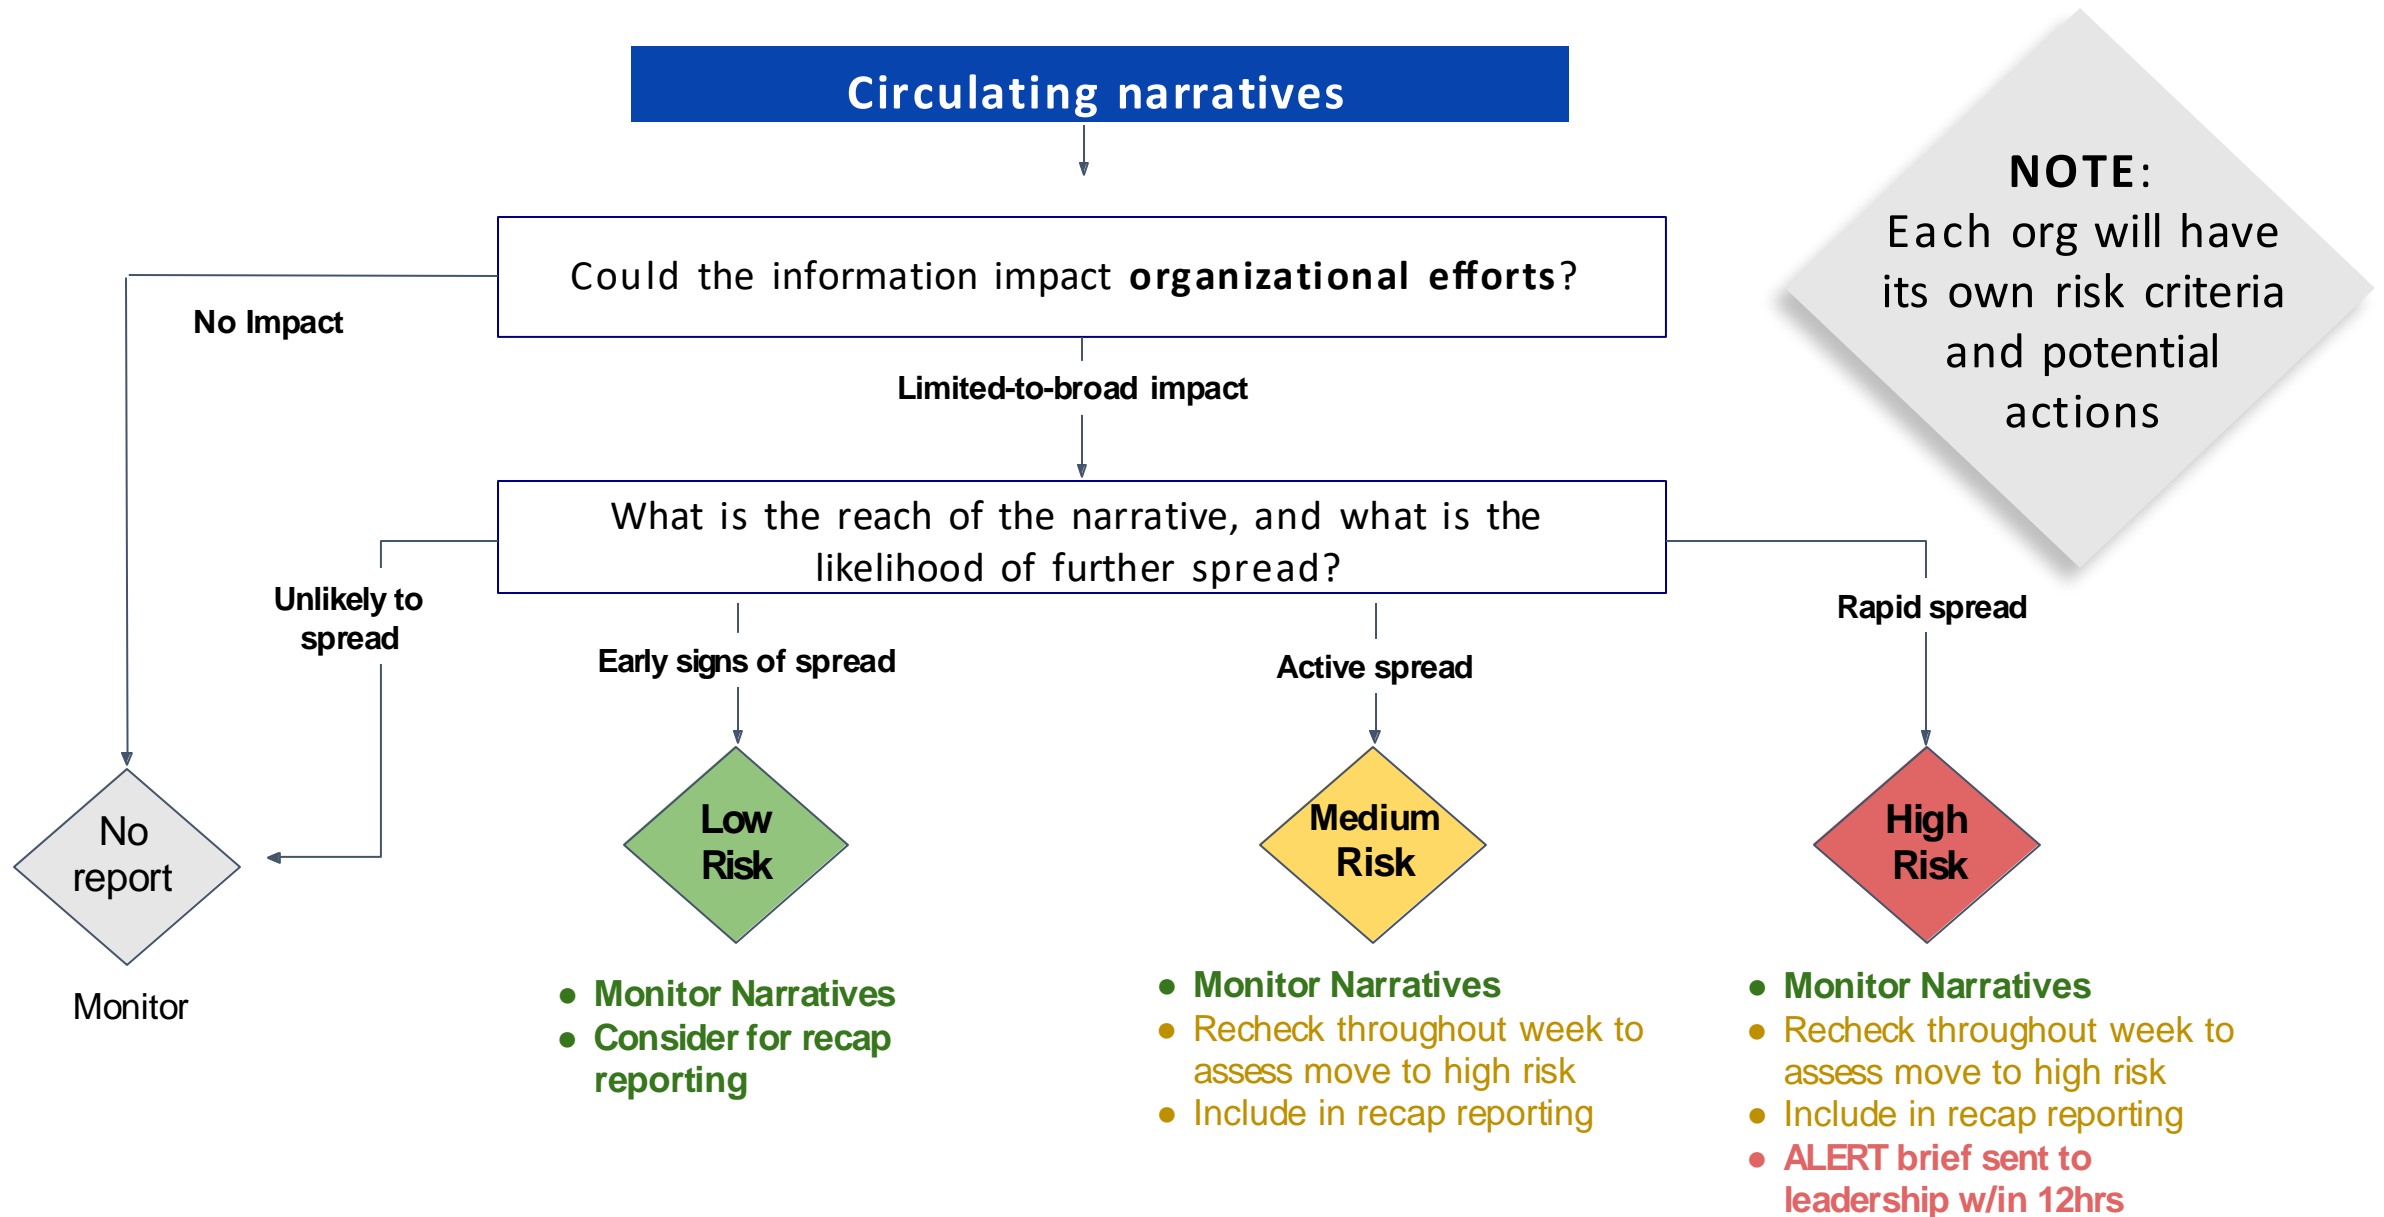 Circulating narratives
NOTE:
Each org will have
its own risk criteria
and potential
actions
Could the information impact organizational efforts?
No Impact
Limited-to-broad impact
What is the reach of the narrative, and what is the
likelihood of further spread?
Unlikely to
spread
Early signs of spread
Active spread
Rapid spread
No
report
Monitor
Low
Risk
● Monitor Narratives
● Consider for recap
reporting
Medium
Risk
● Monitor Narratives
● Recheck throughout week to
assess move to high risk
● Include in recap reporting
High
Risk
● Monitor Narratives
● Recheck throughout week to
assess move to high risk
● Include in recap reporting
● ALERT brief sent to
leadership w/in 12hrs